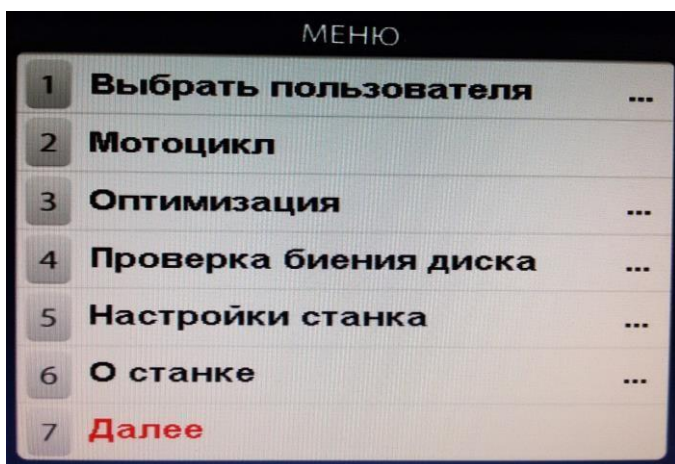 МЕНЮ
1 Выбрать пользователя ...
2 Мотоцикл
3 Оптимизация ...
4 Проверка биения диска ...
5 Настройки станка ...
6 О станке ...
7 Далее